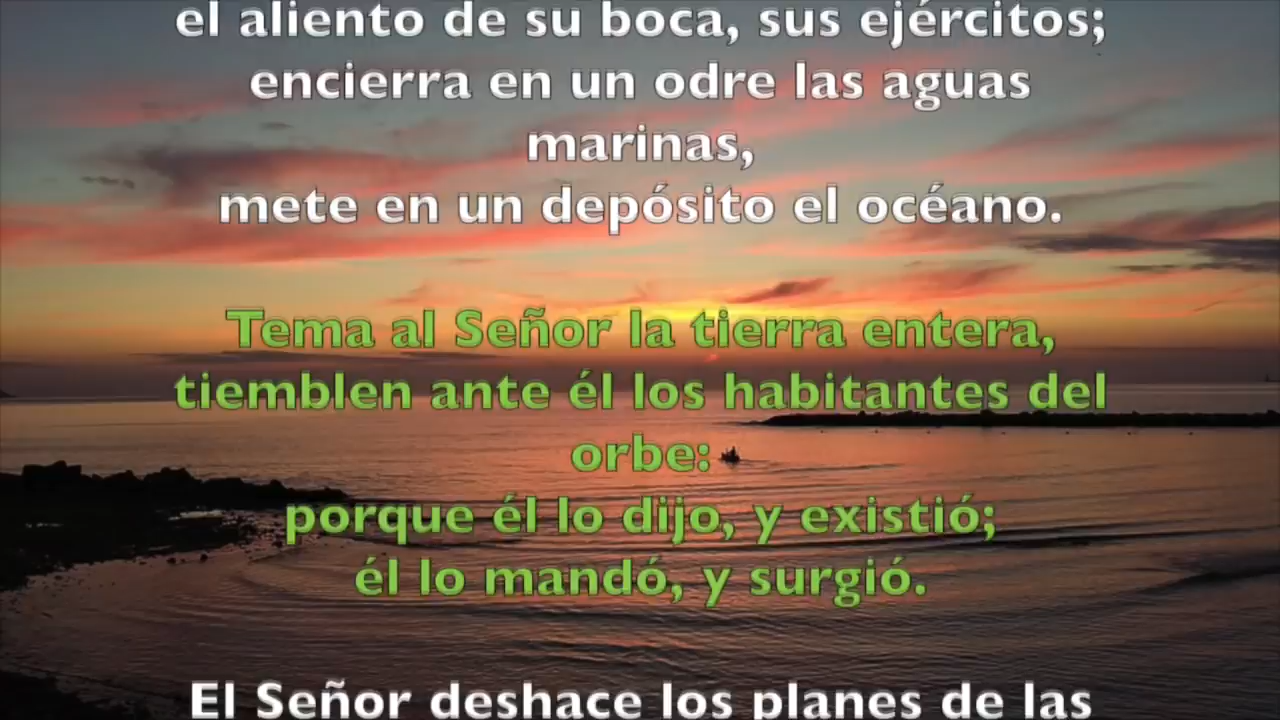 el aliento de su boca, sus ejércitos;
encierra en un odre las aguas
marinas,
mete en un depósito el océano.
Tema al Señor la tierra entera,
tiemblen ante él los habitantes del
orbe:
porque él lo dijo, y existió;
él lo mandó, y surgió.
El Señor deshace los planes de las